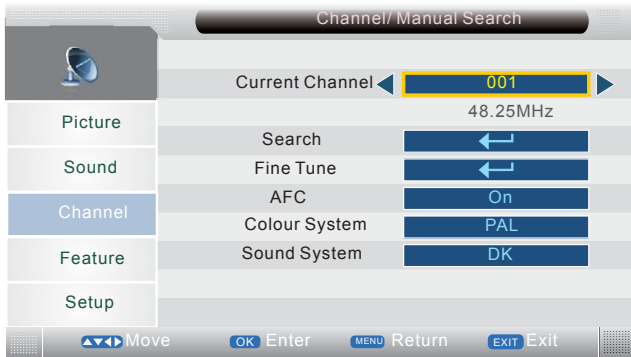 Channel/ Manual Search
Current Channel 001
48.25MHz
Search
Fine Tune
AFC On
Colour System PAL
Sound System DK
Picture
Sound
Channel
Feature
Setup
Move OK Enter MENU Return EXIT Exit